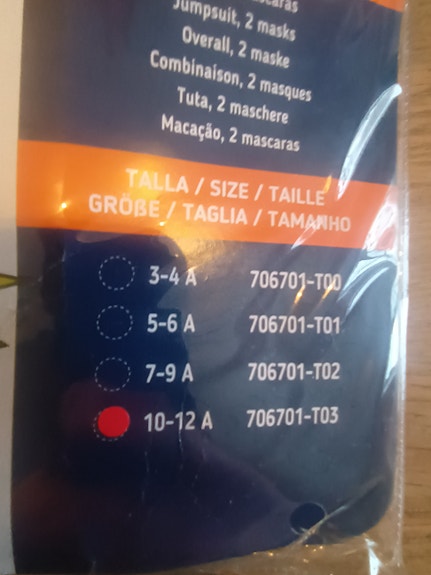 Jumpsuit, 2 masks
Overall, 2 maske
Combinaison, 2 masques
Tuta, 2 maschere
Macação, 2 mascaras
TALLA / SIZE / TAILLE
GRÖßE / TAGLIA / TAMANHO
3-4 A 706701-T00
5-6 A 706701-T01
7-9 A 706701-T02
10-12 A 706701-T03